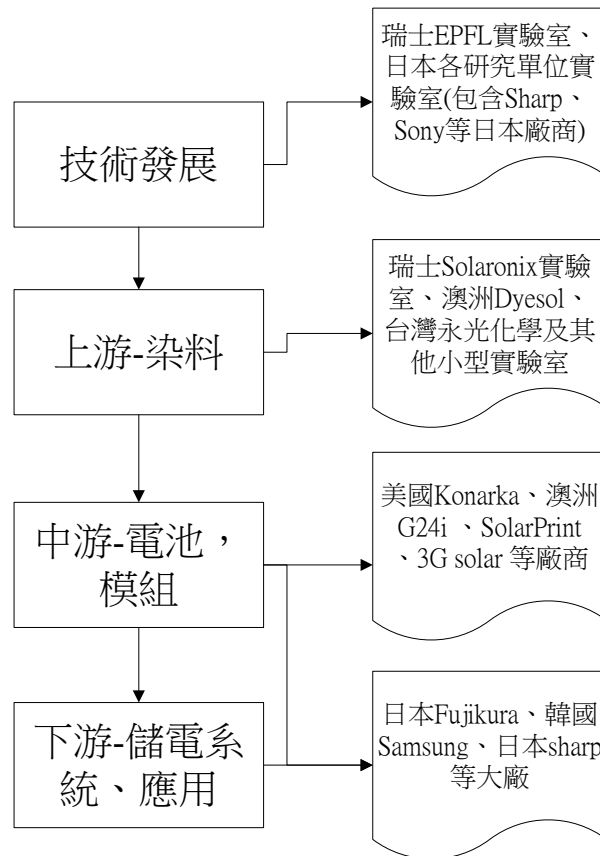 技術發展
瑞士EPFL實驗室、
日本各研究單位實
驗室(包含Sharp、
Sony等日本廠商)
上游-染料
瑞士Solaronix實驗
室、澳洲Dyesol、
台灣永光化學及其
他小型實驗室
中游-電池，
模組
美國Konarka、澳洲
G24i 、SolarPrint
、3G solar 等廠商
下游-儲電系
統、應用
日本Fujikura、韓國
Samsung、日本sharp
等大廠